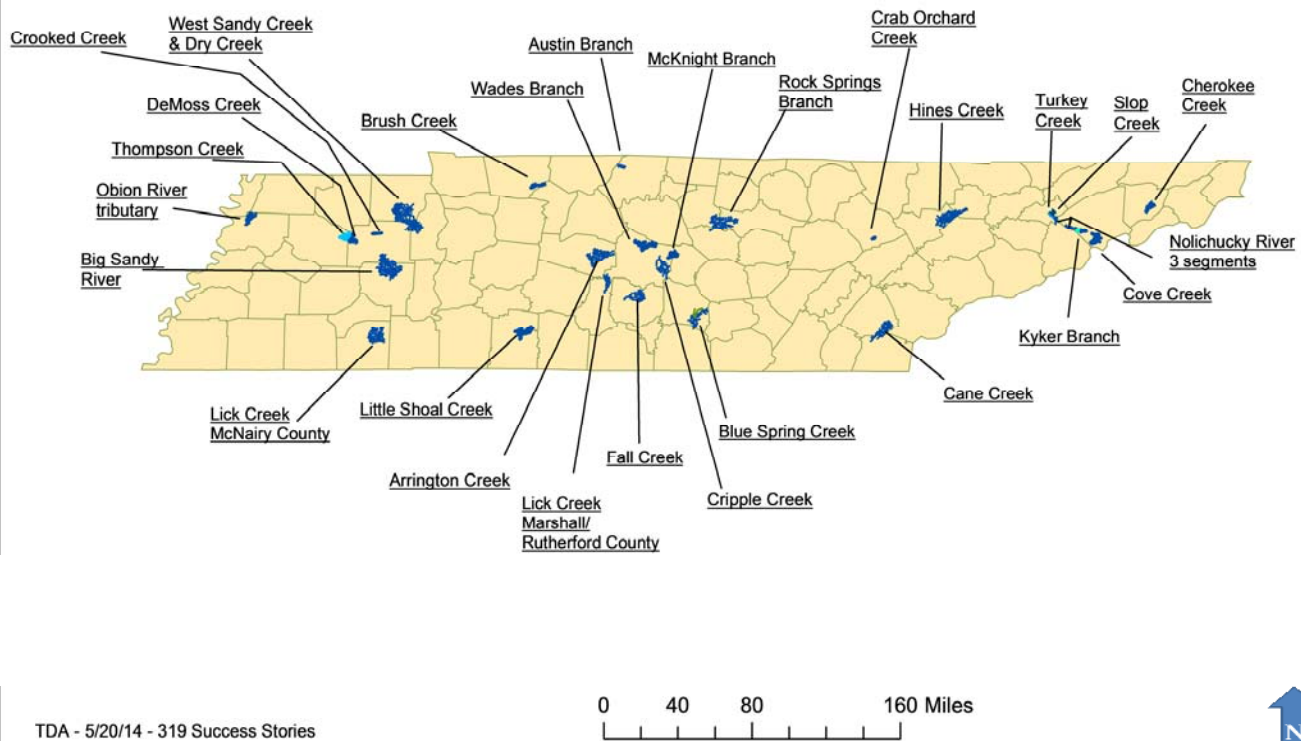 Crooked Creek
West Sandy Creek
& Dry Creek
DeMoss Creek
Thompson Creek
Obion River
tributary
Big Sandy
River
Brush Creek
Wades Branch
Austin Branch
McKnight Branch
Rock Springs
Branch
Crab Orchard
Creek
Hines Creek
Turkey
Creek
Slop
Creek
Cherokee
Creek
Nolichucky River
3 segments
Cove Creek
Kyker Branch
Cane Creek
Blue Spring Creek
Cripple Creek
Fall Creek
Lick Creek
Marshall/
Rutherford County
Arrington Creek
Little Shoal Creek
Lick Creek
McNairy County
TDA - 5/20/14 - 319 Success Stories
0 40 80 160 Miles
N